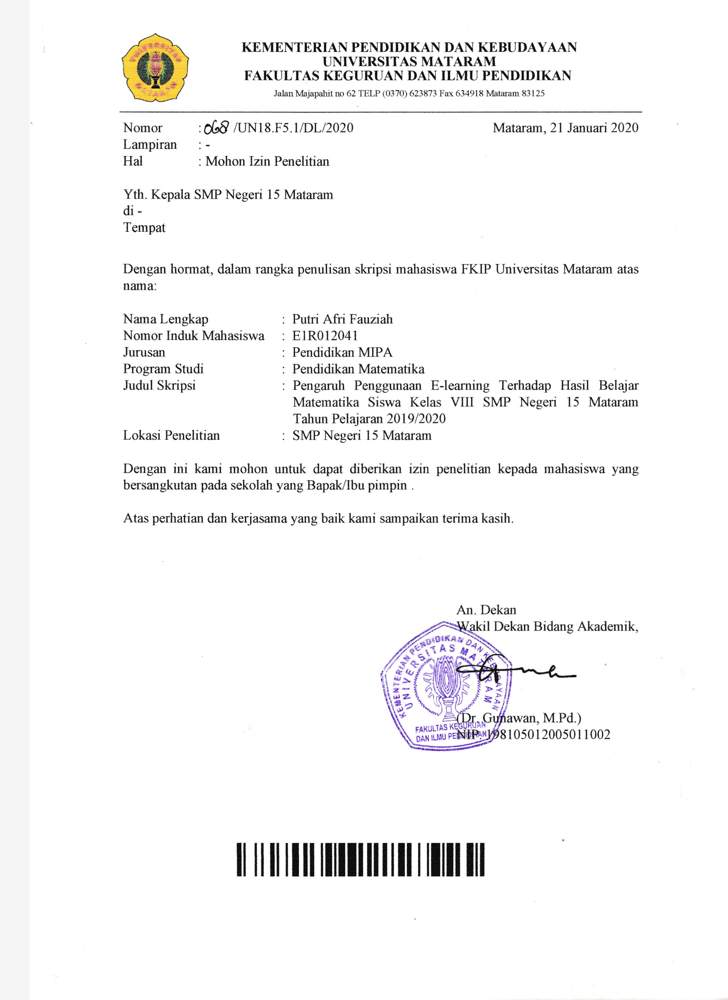 UNIVERSITAS
MATARAM
KEMENTERIAN PENDIDIKAN DAN KEBUDAYAAN
UNIVERSITAS MATARAM
FAKULTAS KEGURUAN DAN ILMU PENDIDIKAN
Jalan Majapahit no 62 TELP (0370) 623873 Fax 634918 Mataram 83125
Nomor : 068 /UN18.F5.1/DL/2020 Mataram, 21 Januari 2020
Lampiran : -
Hal : Mohon Izin Penelitian
Yth. Kepala SMP Negeri 15 Mataram
di -
Tempat
Dengan hormat, dalam rangka penulisan skripsi mahasiswa FKIP Universitas Mataram atas
nama:
Nama Lengkap : Putri Afri Fauziah
Nomor Induk Mahasiswa : E1R012041
Jurusan : Pendidikan MIPA
Program Studi : Pendidikan Matematika
Judul Skripsi : Pengaruh Penggunaan E-learning Terhadap Hasil Belajar
Matematika Siswa Kelas VIII SMP Negeri 15 Mataram
Tahun Pelajaran 2019/2020
Lokasi Penelitian : SMP Negeri 15 Mataram
Dengan ini kami mohon untuk dapat diberikan izin penelitian kepada mahasiswa yang
bersangkutan pada sekolah yang Bapak/Ibu pimpin .
Atas perhatian dan kerjasama yang baik kami sampaikan terima kasih.
An. Dekan
Wakil Dekan Bidang Akademik,
KEMENTERIAN PENDIDIKAN DAN KEBUDAYAAN
UNIVERSITAS MATARAM
FAKULTAS KEGURUAN
DAN ILMU PENDIDIKAN
(Dr. Gunawan, M.Pd.)
NIP. 198105012005011002